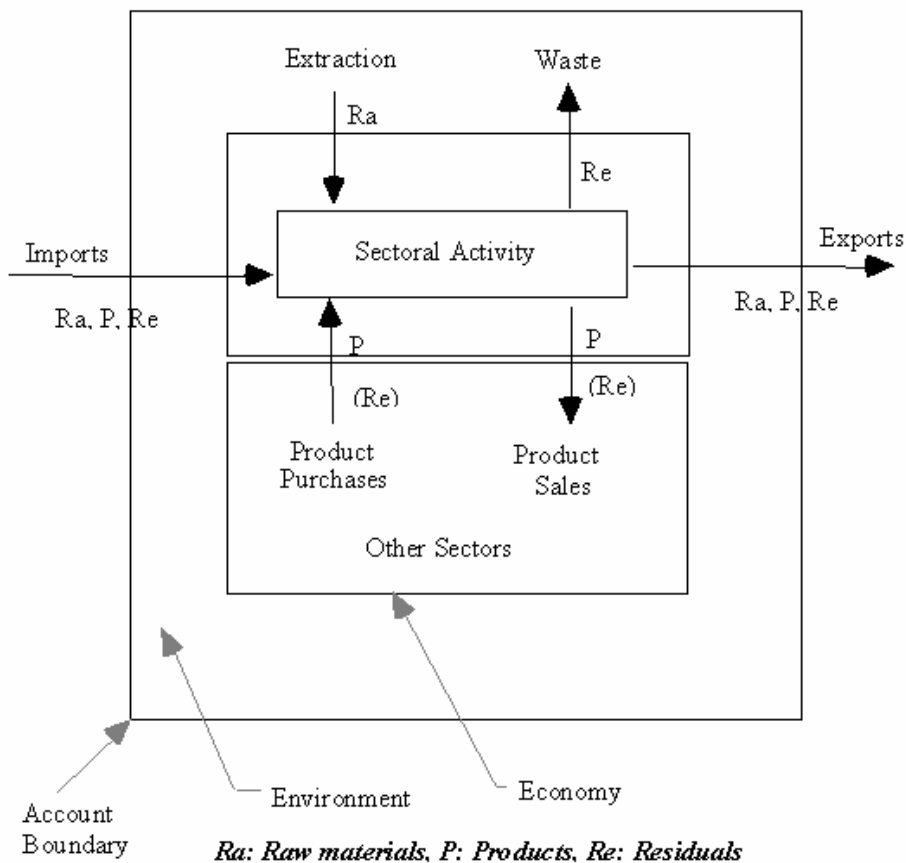 Extraction
Waste
Ra
Re
Imports
Sectoral Activity
Exports
Ra, P, Re
Ra, P, Re
P
P
(Re)
(Re)
Product
Purchases
Product
Sales
Other Sectors
Environment
Economy
Account
Boundary
Ra: Raw materials, P: Products, Re: Residuals